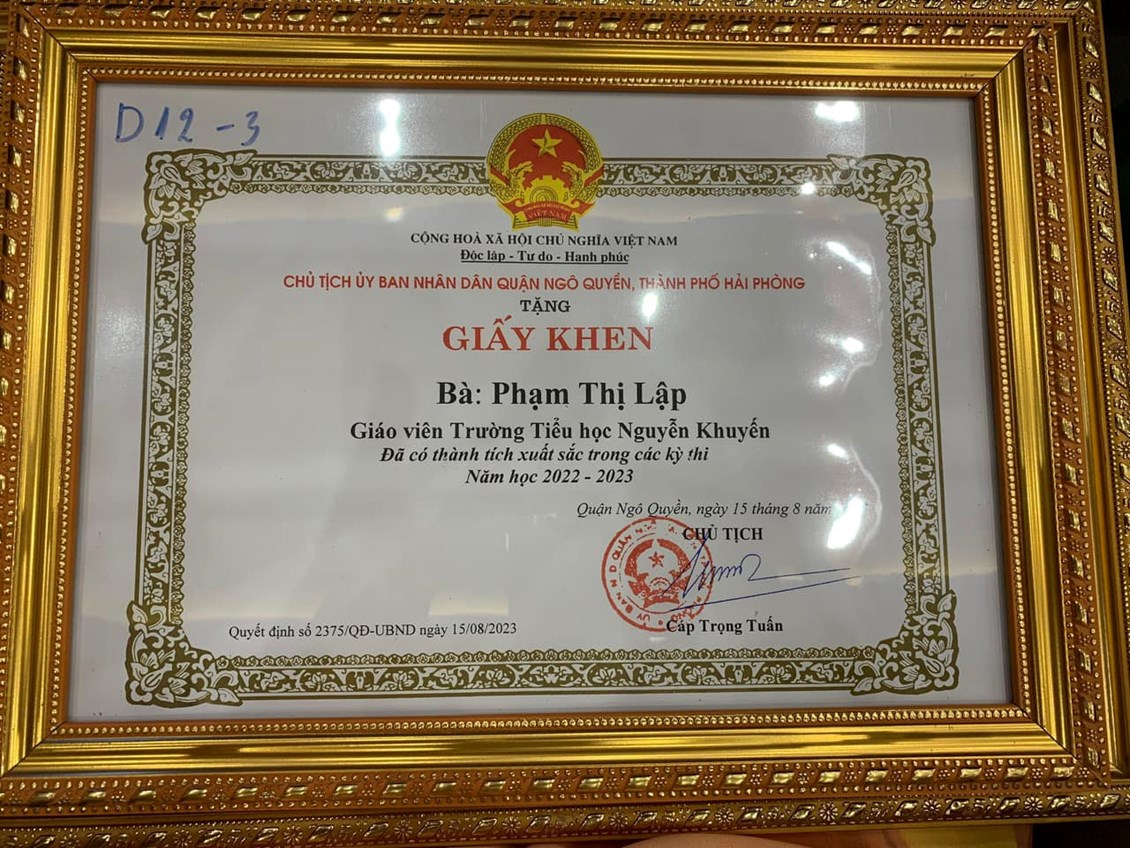 D12-3
VIỆT NAM
CỘNG HOÀ XÃ HỘI CHỦ NGHĨA VIỆT NAM
Độc lập - Tự do - Hạnh phúc
CHỦ TỊCH ỦY BAN NHÂN DÂN QUẬN NGÔ QUYỀN, THÀNH PHỐ HẢI PHÒNG
TẶNG
GIẤY KHEN
Bà: Phạm Thị Lập
Giáo viên Trường Tiểu học Nguyễn Khuyến
Đã có thành tích xuất sắc trong các kỳ thi
Năm học 2022 - 2023
Quận Ngô Quyền, ngày 15 tháng 8 năm
CHỦ TỊCH
Cáp Trọng Tuấn
Quyết định số 2375/QĐ-UBND ngày 15/08/2023